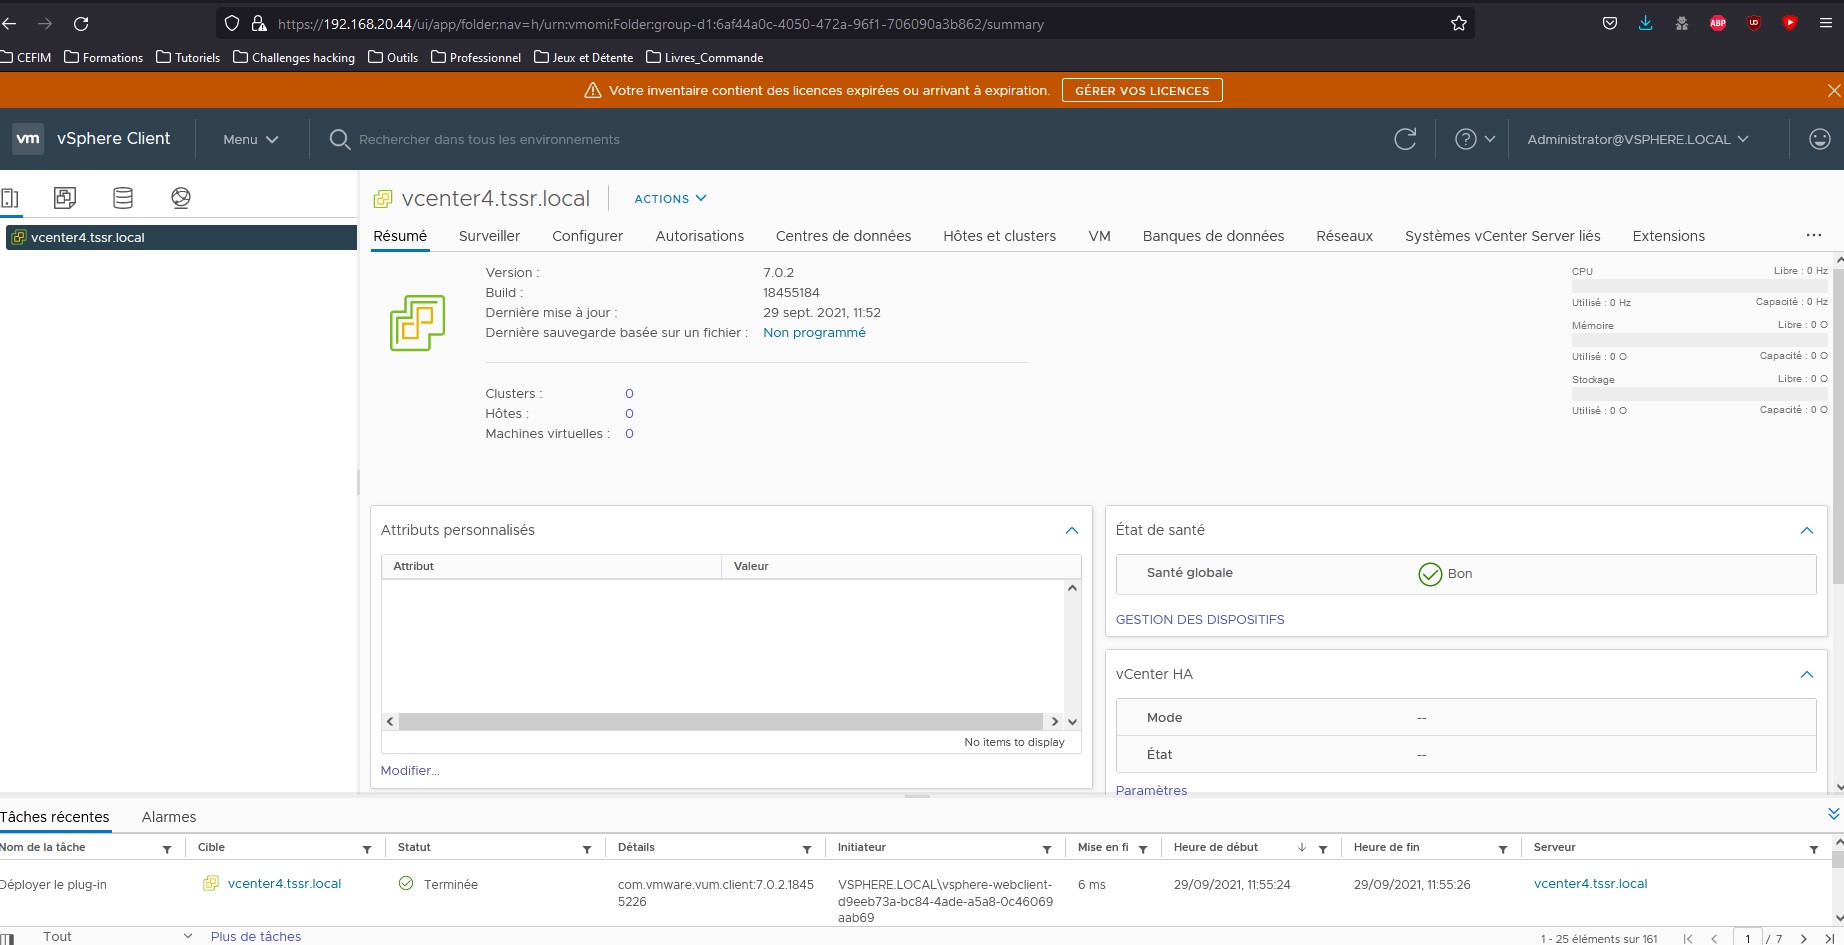 https://192.168.20.44/ui/app/folder;nav=h/urn:vmomi:Folder:group-d1:6af44a0c-4050-472a-96f1-706090a3b862/summary
ABP
CEFIM Formations Tutoriels Challenges hacking Outils Professionnel Jeux et Détente Livres_Commande
Votre inventaire contient des licences expirées ou arrivant à expiration. GÉRER VOS LICENCES
vm vSphere Client Menu Rechercher dans tous les environnements Administrator@VSPHERE.LOCAL
vcenter4.tssr.local
vcenter4.tssr.local ACTIONS
Résumé Surveiller Configurer Autorisations Centres de données Hôtes et clusters VM Banques de données Réseaux Systèmes vCenter Server liés Extensions
Version : 7.0.2
Build : 18455184
Dernière mise à jour : 29 sept. 2021, 11:52
Dernière sauvegarde basée sur un fichier : Non programmé
Clusters : 0
Hôtes : 0
Machines virtuelles : 0
CPU Libre : 0 Hz
Utilisé : 0 Hz Capacité : 0 Hz
Mémoire Libre : 0 O
Utilisé : 0 O Capacité : 0 O
Stockage Libre : 0 O
Utilisé : 0 O Capacité : 0 O
Attributs personnalisés
Attribut Valeur
No items to display
Modifier...
État de santé
Santé globale Bon
GESTION DES DISPOSITIFS
vCenter HA
Mode --
État --
Paramètres
Tâches récentes Alarmes
Nom de la tâche Cible Statut Détails Initiateur Mise en fi Heure de début Heure de fin Serveur
Déployer le plug-in vcenter4.tssr.local Terminée com.vmware.vum.client:7.0.2.1845 VSPHERE.LOCAL\vsphere-webclient- 6 ms 29/09/2021, 11:55:24 29/09/2021, 11:55:26 vcenter4.tssr.local
5226 d9eeb73a-bc84-4ade-a5a8-0c46069
aab69
Tout Plus de tâches 1 - 25 éléments sur 161 1 / 7